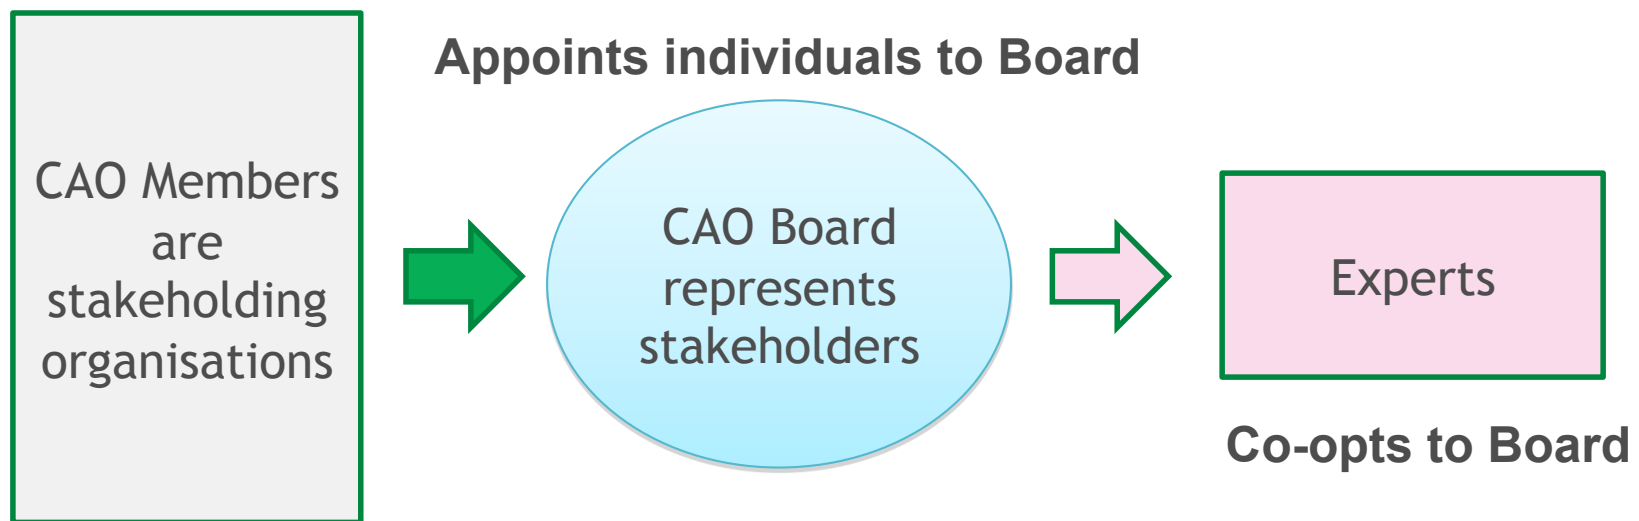 Appoints individuals to Board
CAO Members
are
stakeholding
organisations
CAO Board
represents
stakeholders
Experts
Co-opts to Board